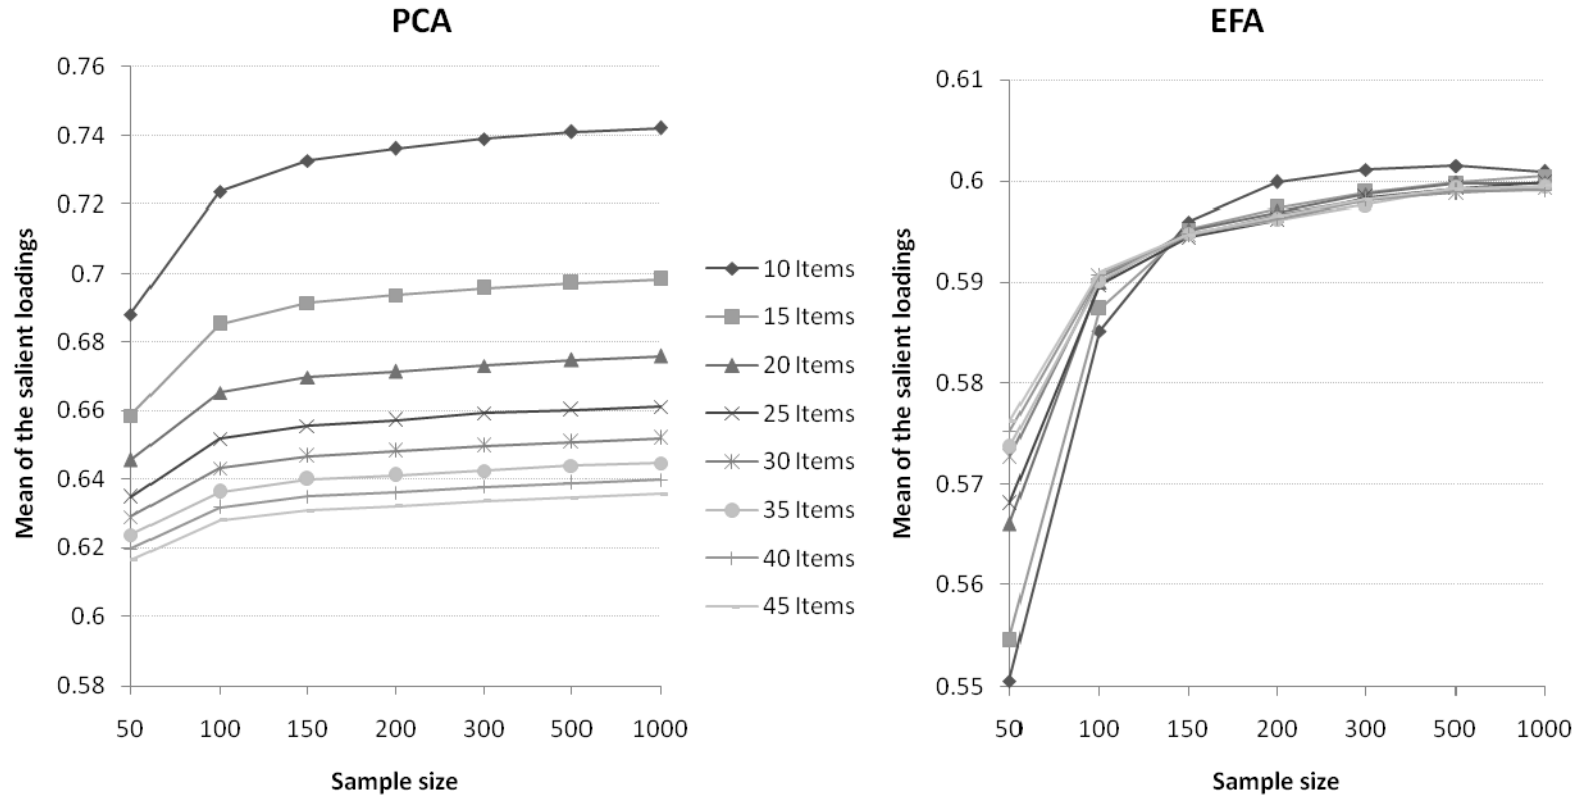 PCA
Mean of the salient loadings
0.76
0.74
0.72
0.7
0.68
0.66
0.64
0.62
0.6
0.58
50 100 150 200 300 500 1000
Sample size
10 Items
15 Items
20 Items
25 Items
30 Items
35 Items
40 Items
45 Items
EFA
Mean of the salient loadings
0.61
0.6
0.59
0.58
0.57
0.56
0.55
50 100 150 200 300 500 1000
Sample size